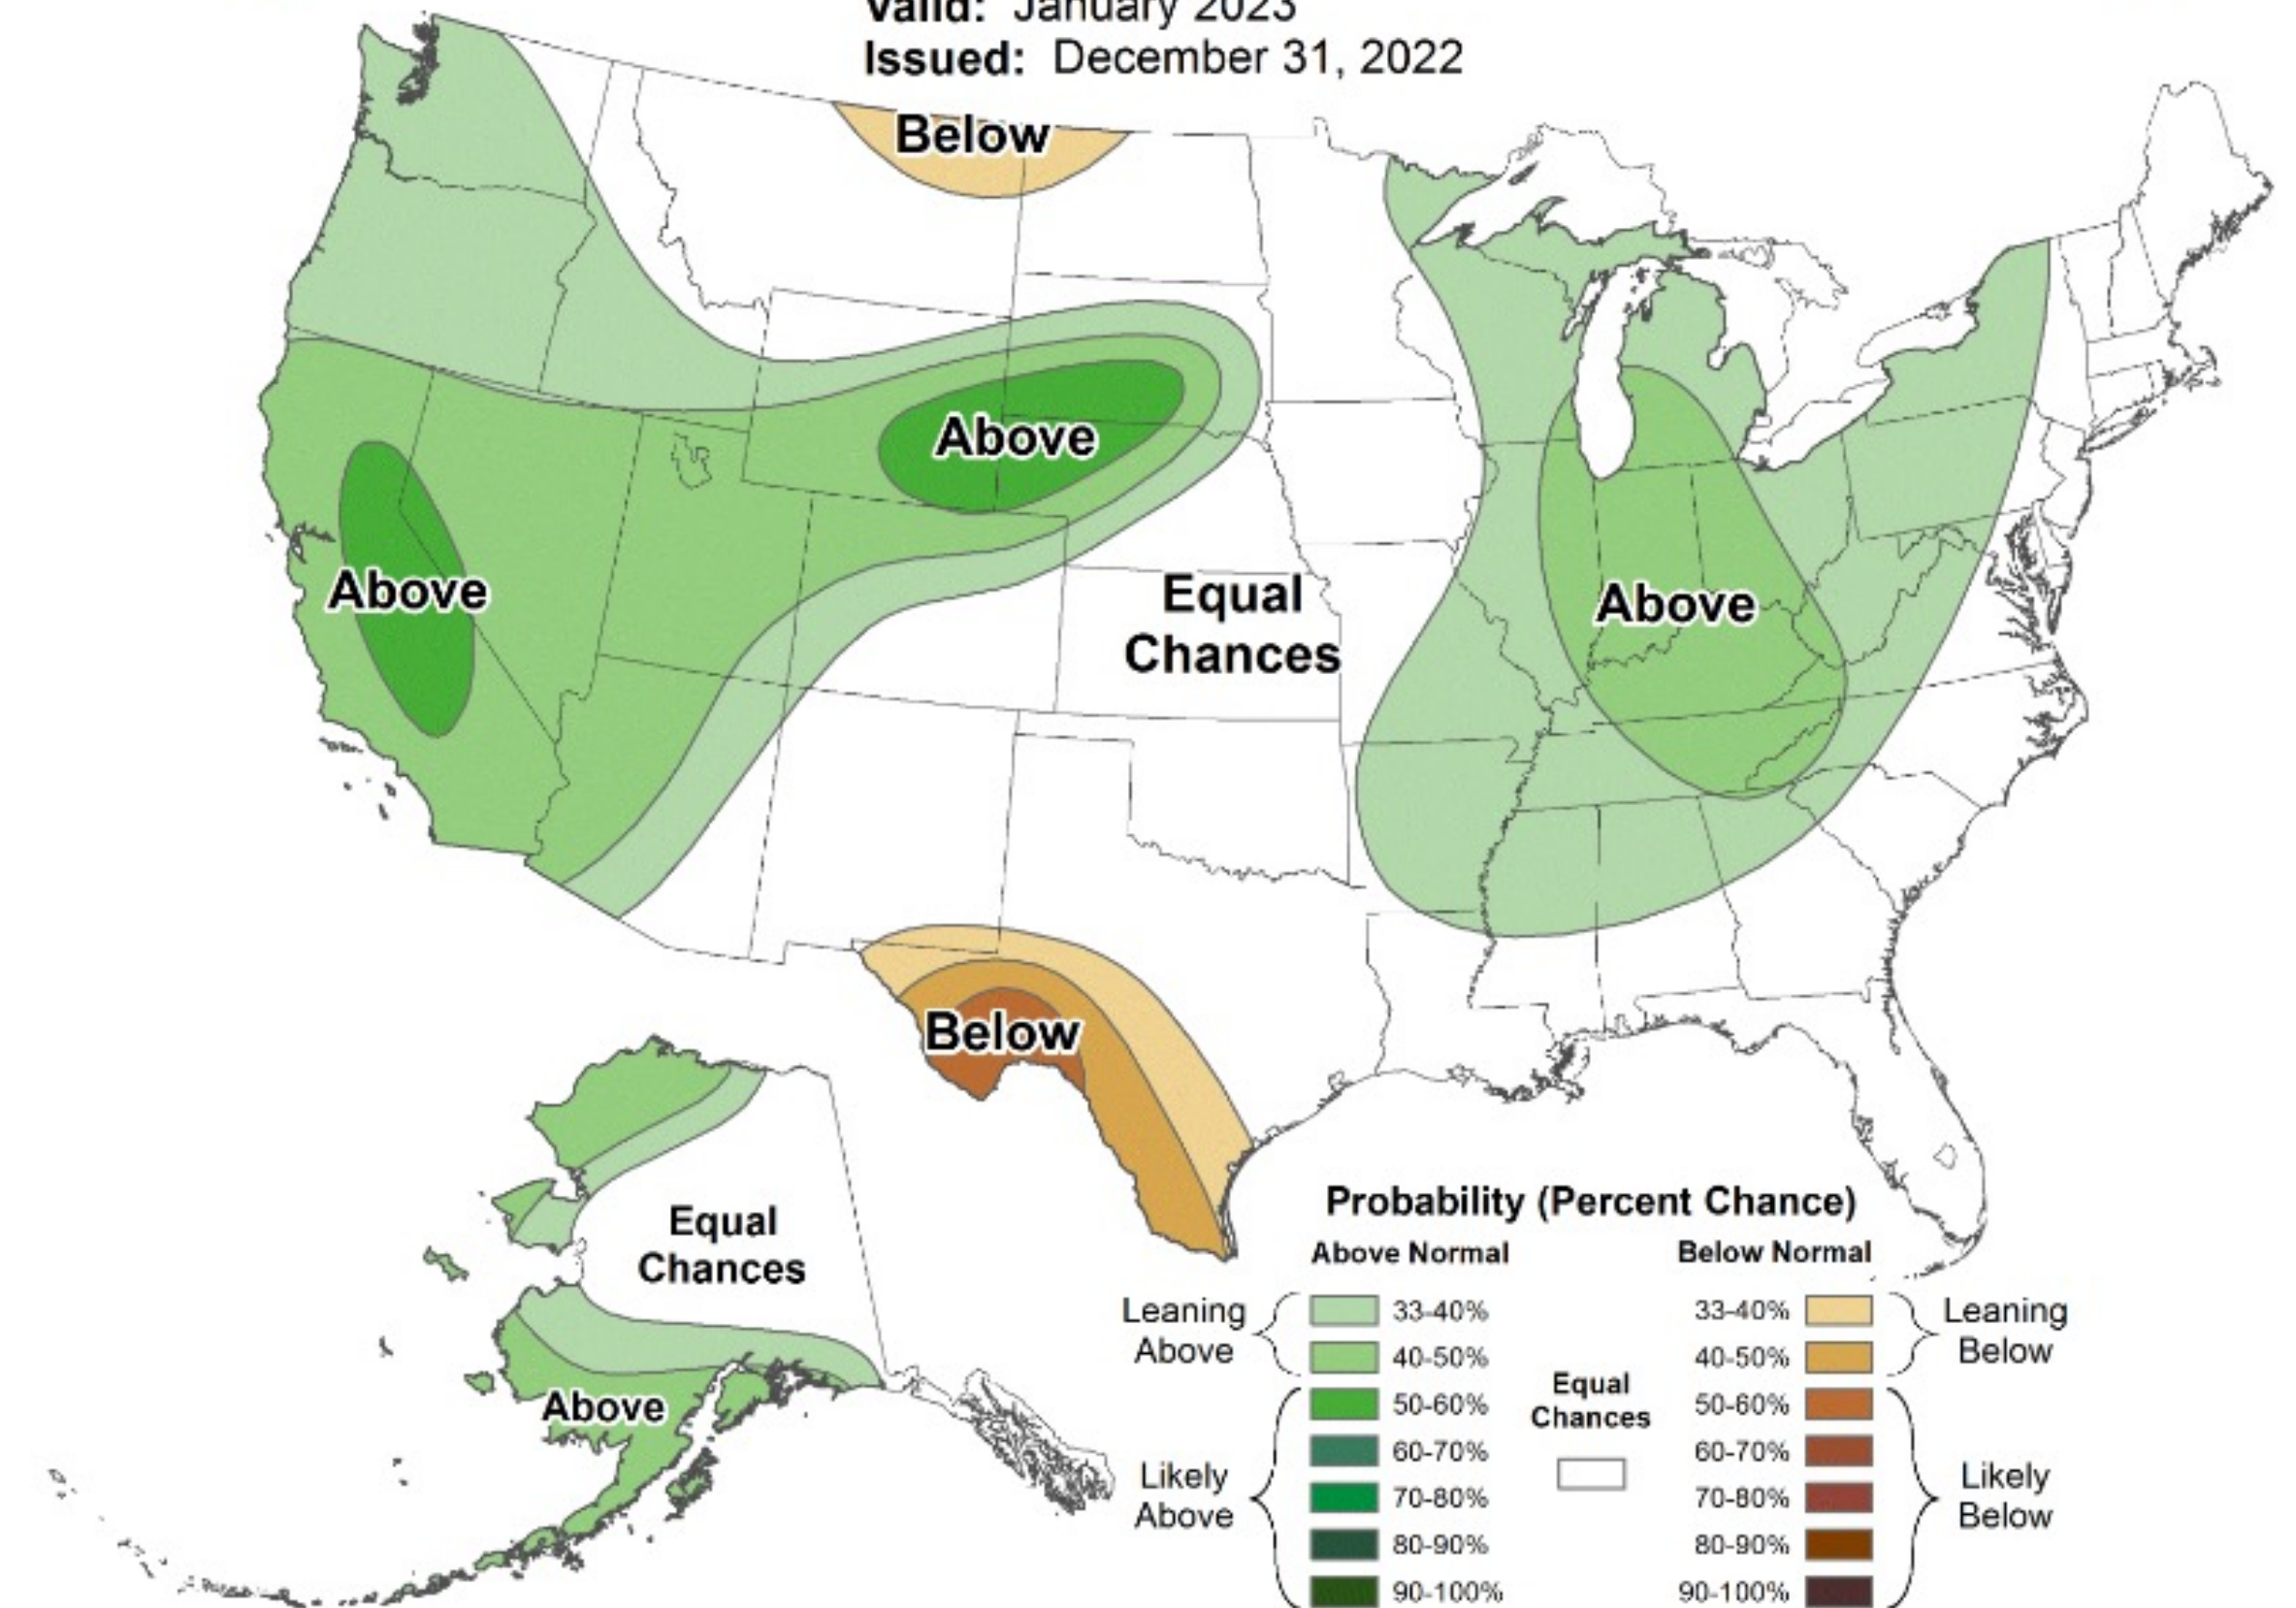 Valid: January 2023
Issued: December 31, 2022
Below
Above
Above
Equal
Chances
Above
Below
Equal
Chances
Above
Probability (Percent Chance)
Above Normal
Below Normal
Leaning
Above
33-40%
40-50%
Likely
Above
50-60%
60-70%
70-80%
80-90%
90-100%
Equal
Chances
33-40%
40-50%
Leaning
Below
50-60%
60-70%
70-80%
80-90%
90-100%
Likely
Below